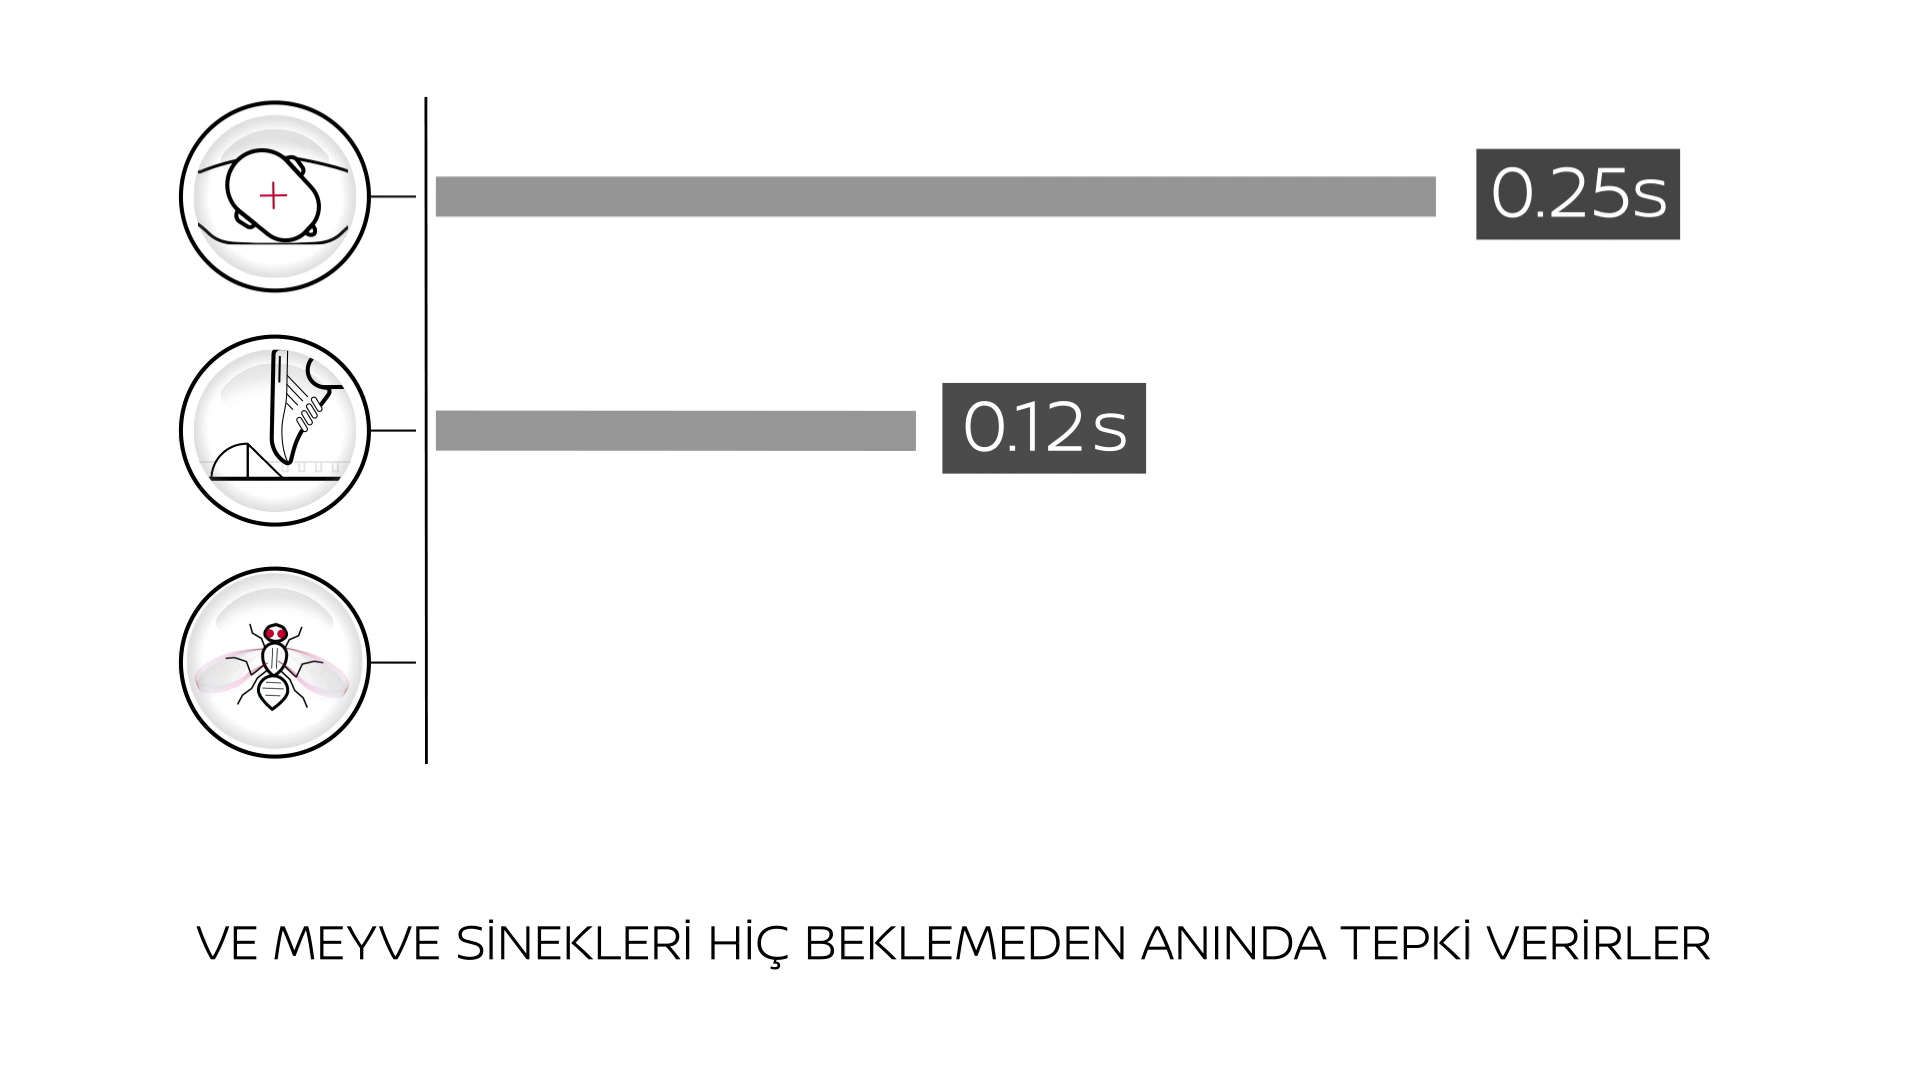 0.25s
0.12s
VE MEYVE SİNEKLERİ HİÇ BEKLEMEDEN ANINDA TEPKİ VERİRLER